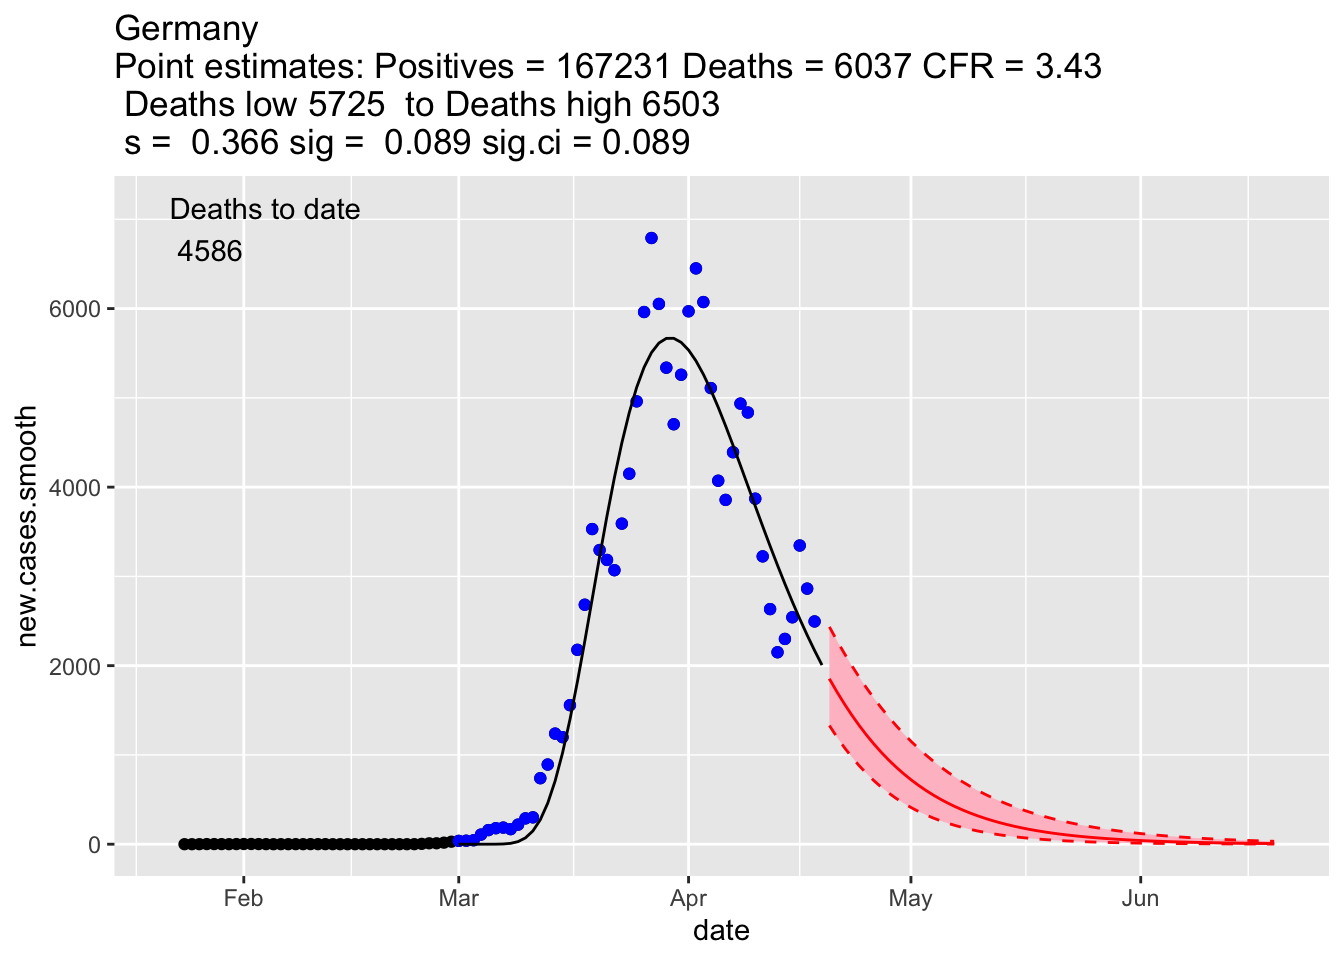 Germany
Point estimates: Positives = 167231 Deaths = 6037 CFR = 3.43
Deaths low 5725  to Deaths high 6503
s =  0.366 sig =  0.089 sig.ci = 0.089
Deaths to date
4586
new.cases.smooth
6000
4000
2000
0
Feb Mar Apr May Jun
date